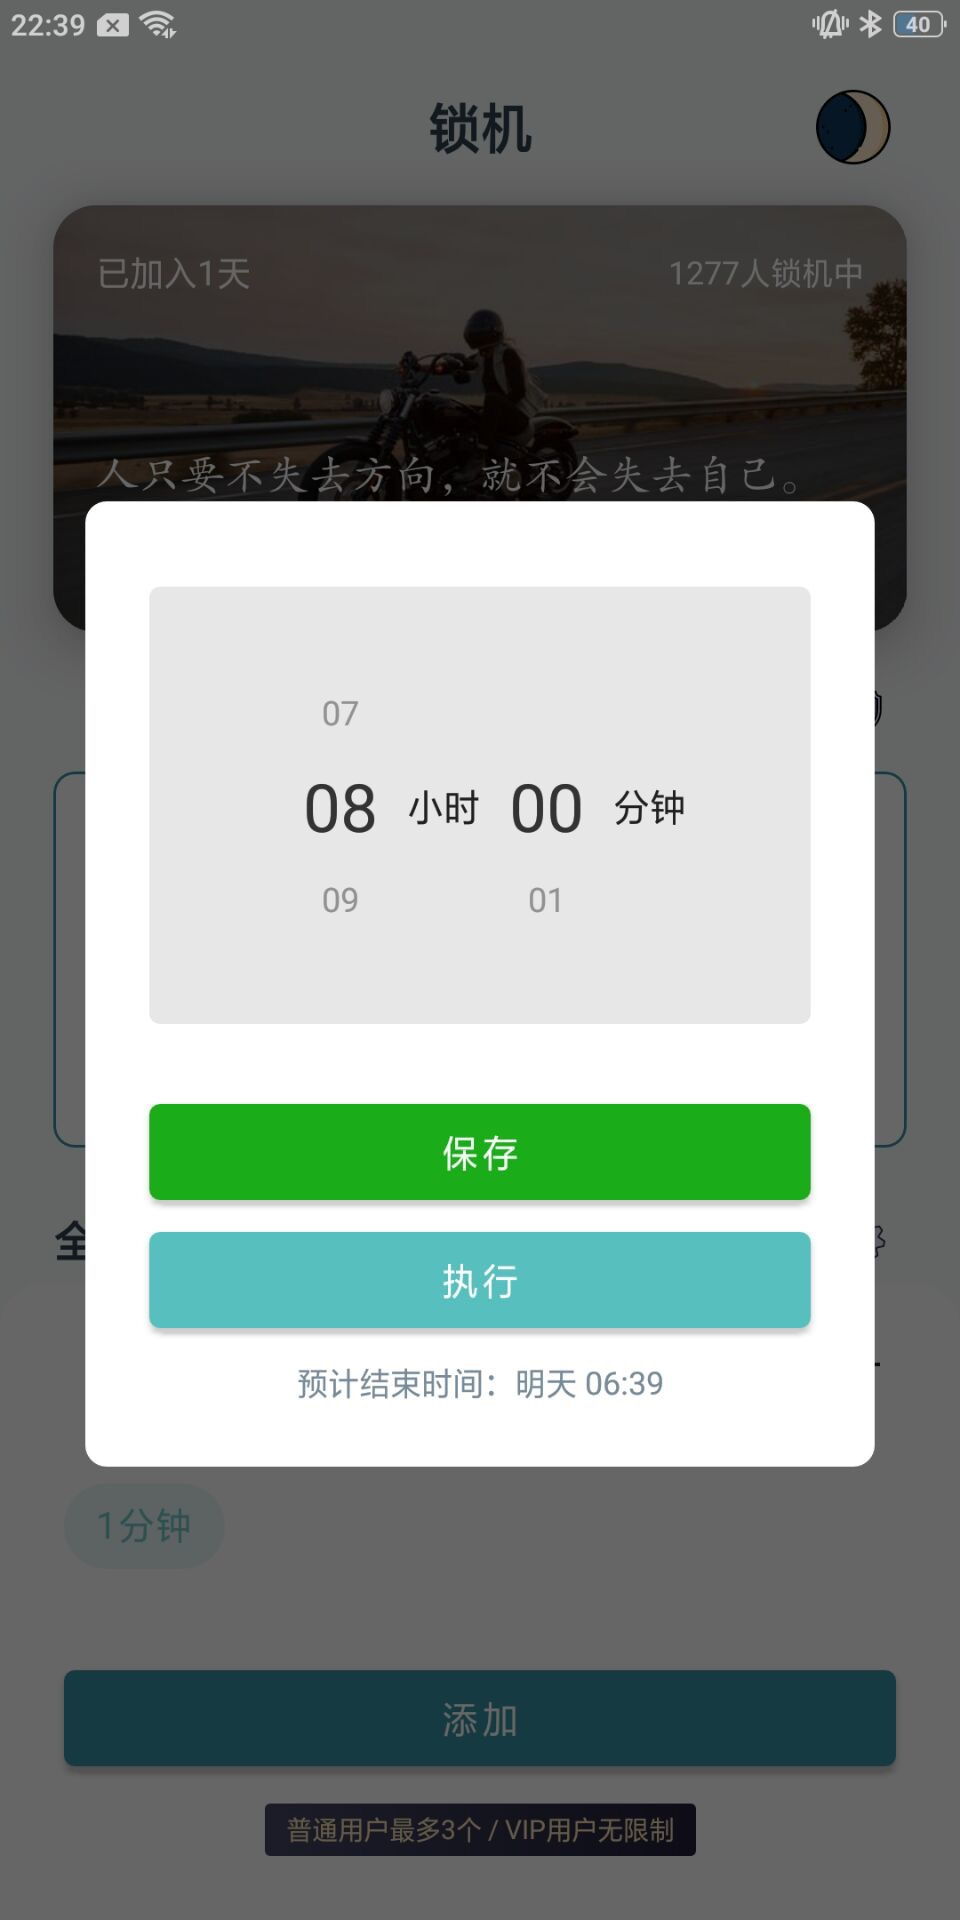 22:39
40
锁机
已加入1天
1277人锁机中
人只要不失去方向，就不会失去自己。
07
08 小时 00 分钟
09 01
保存
执行
全
预计结束时间：明天 06:39
1分钟
添加
普通用户最多3个 / VIP用户无限制